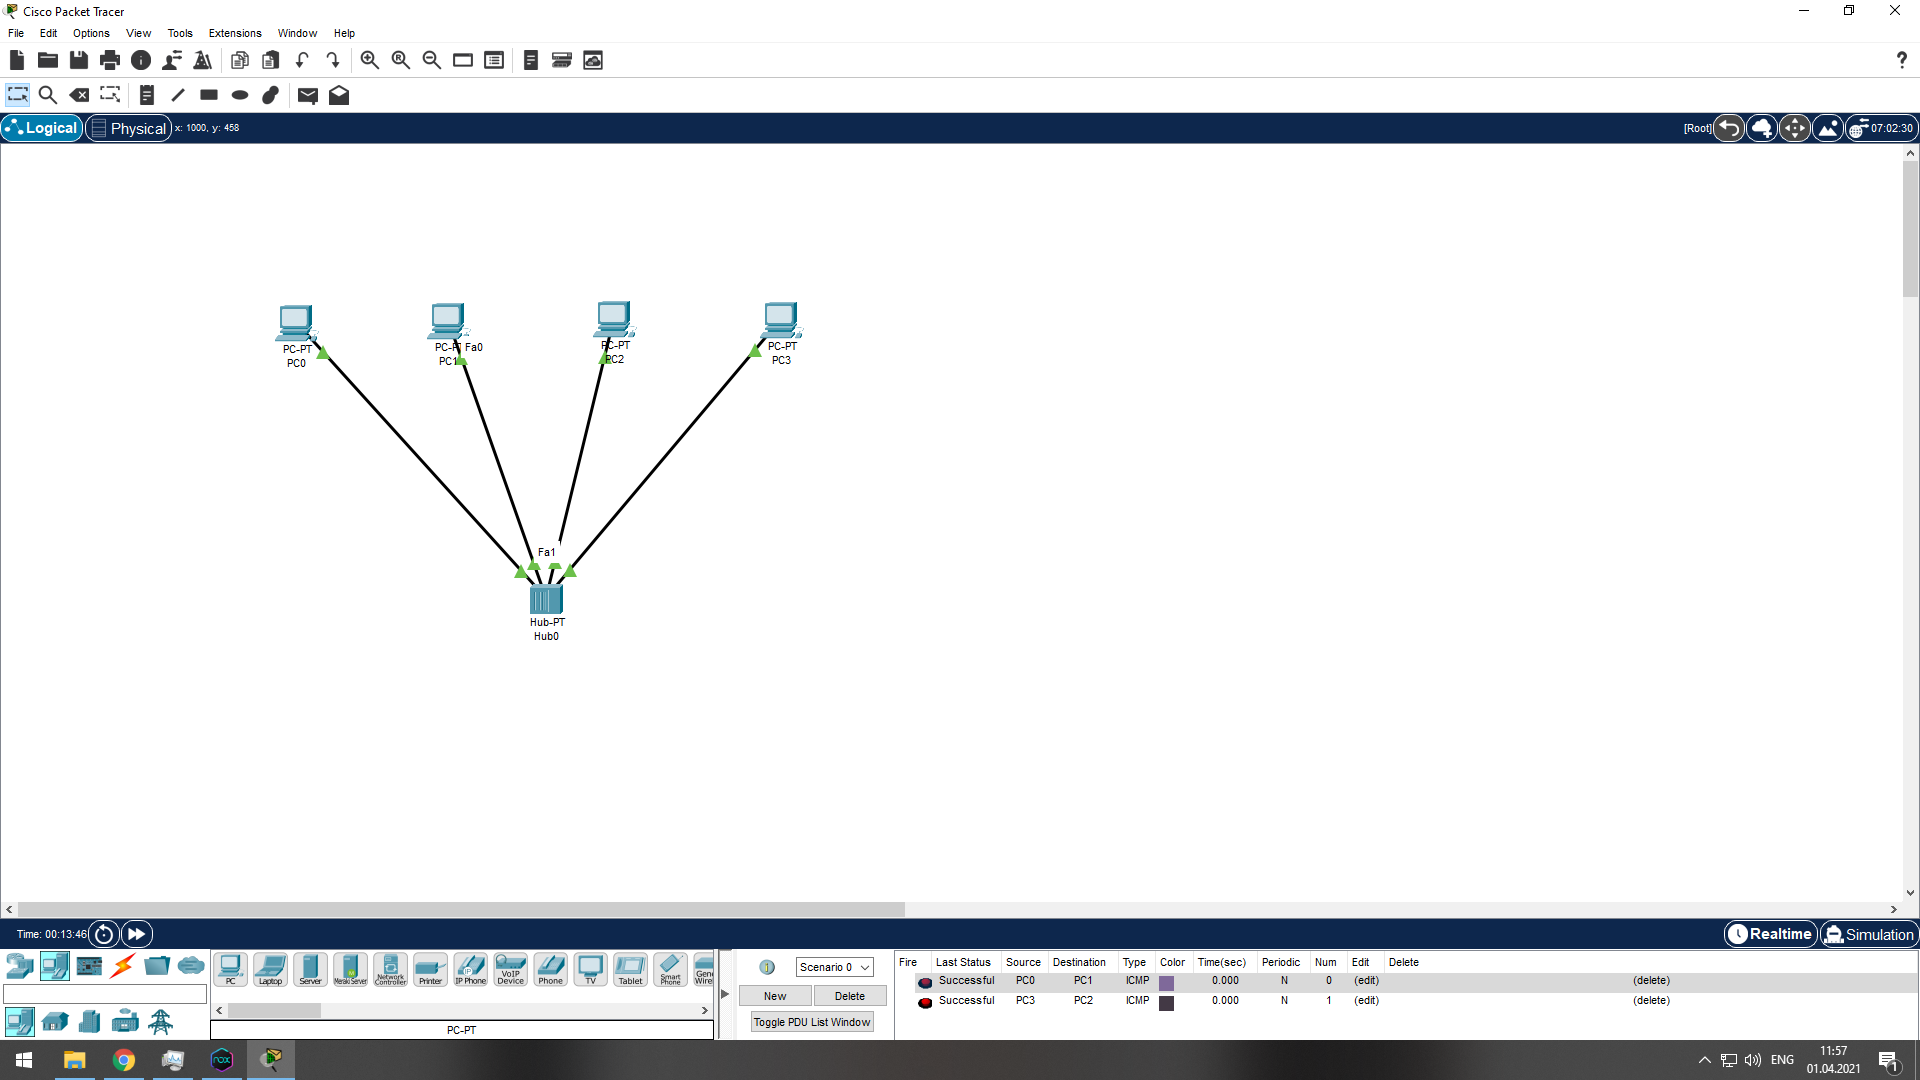 Cisco Packet Tracer
File Edit Options View Tools Extensions Window Help
?
Logical Physical x: 1000, y: 458 [Root] 07:02:30
PC-PT
PC0
PC-PT Fa0
PC1
PC-PT
PC2
PC-PT
PC3
Fa1
Hub-PT
Hub0
Time: 00:13:46 Realtime Simulation
PC Laptop Server Meraki Server Network Controller Printer IP Phone VoIP Device Phone TV Tablet Smart Phone
PC-PT
Scenario 0
New Delete
Toggle PDU List Window
Fire Last Status Source Destination Type Color Time(sec) Periodic Num Edit Delete
Successful PC0 PC1 ICMP 0.000 N 0 (edit) (delete)
Successful PC3 PC2 ICMP 0.000 N 1 (edit) (delete)
nox
ENG
11:57
01.04.2021
1